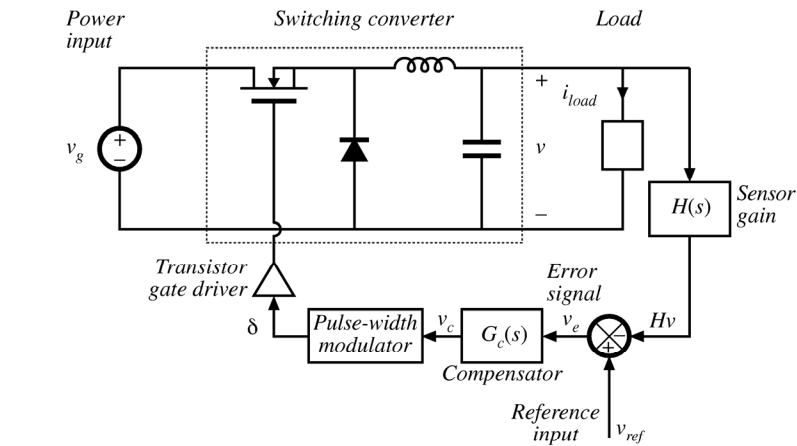 Power
input
Switching converter
Load
+
i_load
v_g
+
−
v
H(s)
Sensor
gain
−
Transistor
gate driver
Error
signal
δ
Pulse-width
modulator
v_c
G_c(s)
v_e
−
+
Hv
Compensator
Reference
input
v_ref